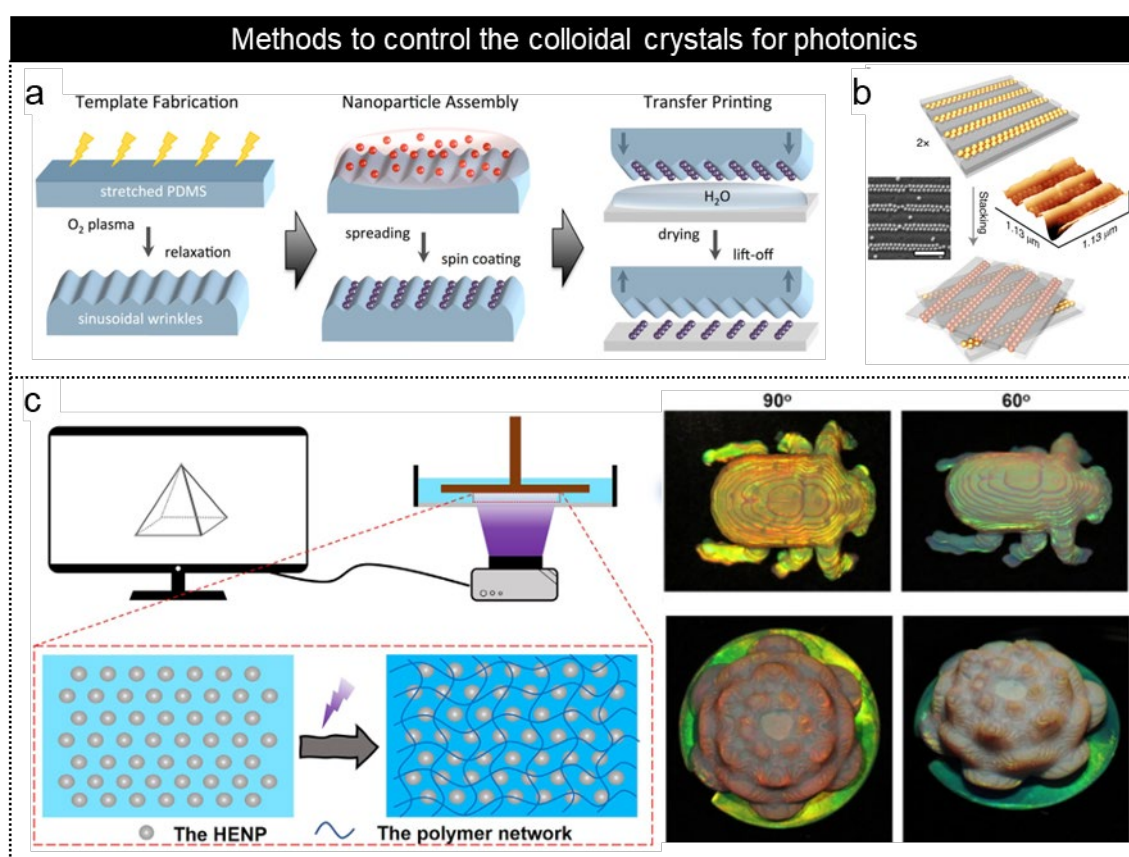 Methods to control the colloidal crystals for photonics
a
Template Fabrication
stretched PDMS
O₂ plasma
relaxation
sinusoidal wrinkles
Nanoparticle Assembly
spreading
spin coating
Transfer Printing
H₂O
drying
lift-off
b
2×
Stacking
1.13 μm
1.13 μm
c
The HENP
The polymer network
90°
60°